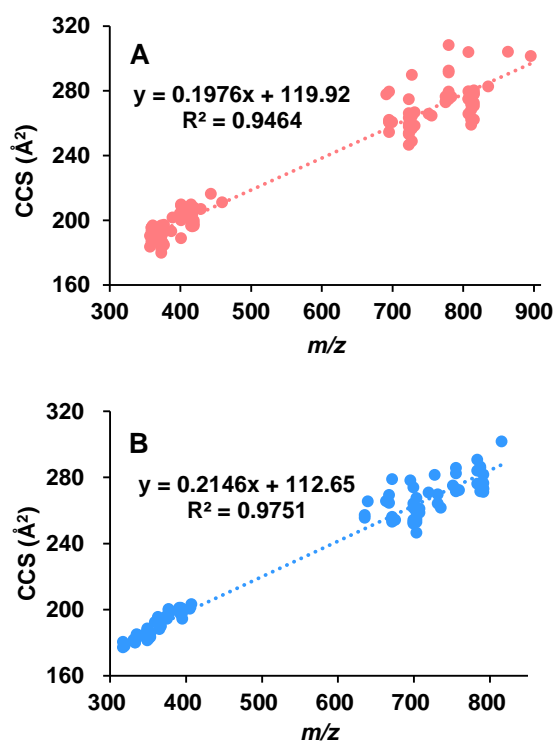 A
y = 0.1976x + 119.92
R² = 0.9464
CCS (Å²)
320
280
240
200
160
300 400 500 600 700 800 900
m/z
B
y = 0.2146x + 112.65
R² = 0.9751
CCS (Å²)
320
280
240
200
160
300 400 500 600 700 800
m/z